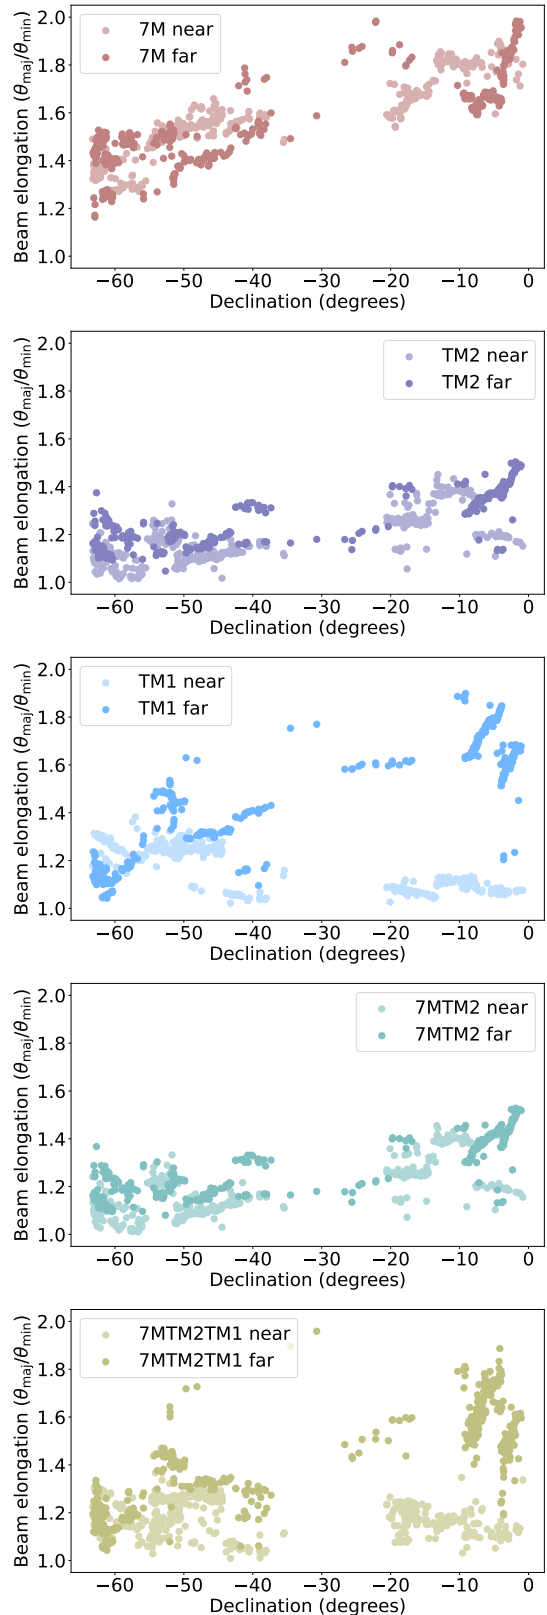 Beam elongation (θmaj/θmin)
2.0
1.8
1.6
1.4
1.2
1.0
7M near
7M far
−60 −50 −40 −30 −20 −10 0
Declination (degrees)
Beam elongation (θmaj/θmin)
2.0
1.8
1.6
1.4
1.2
1.0
TM2 near
TM2 far
−60 −50 −40 −30 −20 −10 0
Declination (degrees)
Beam elongation (θmaj/θmin)
2.0
1.8
1.6
1.4
1.2
1.0
TM1 near
TM1 far
−60 −50 −40 −30 −20 −10 0
Declination (degrees)
Beam elongation (θmaj/θmin)
2.0
1.8
1.6
1.4
1.2
1.0
7MTM2 near
7MTM2 far
−60 −50 −40 −30 −20 −10 0
Declination (degrees)
Beam elongation (θmaj/θmin)
2.0
1.8
1.6
1.4
1.2
1.0
7MTM2TM1 near
7MTM2TM1 far
−60 −50 −40 −30 −20 −10 0
Declination (degrees)